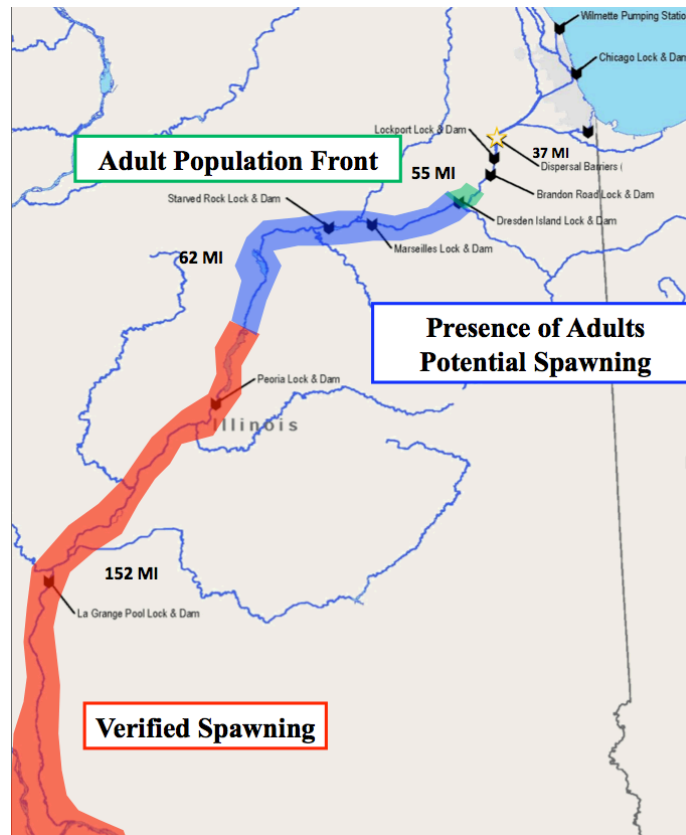 Wilmette Pumping Statio
Chicago Lock & Dam
Lockport Lock & Dam
37 MI
Dispersal Barriers (
Adult Population Front
55 MI
Brandon Road Lock & Dam
Starved Rock Lock & Dam
Dresden Island Lock & Dam
Marseilles Lock & Dam
62 MI
Presence of Adults
Potential Spawning
Peoria Lock & Dam
Illinois
152 MI
La Grange Pool Lock & Dam
Verified Spawning